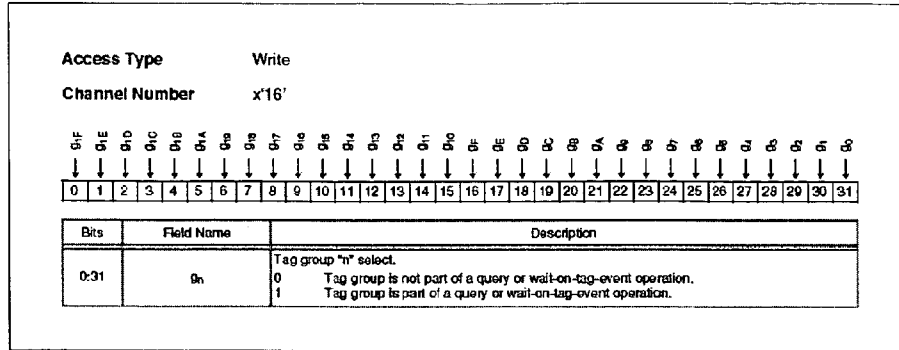 Access Type Write
Channel Number x'16'
g1F g1E g1D g1C g1B g1A g19 g18 g17 g16 g15 g14 g13 g12 g11 g10 gF gE gD gC gB gA g9 g8 g7 g6 g5 g4 g3 g2 g1 g0
0 1 2 3 4 5 6 7 8 9 10 11 12 13 14 15 16 17 18 19 20 21 22 23 24 25 26 27 28 29 30 31
Bits Field Name Description
Tag group "n" select.
0:31 gn 0 Tag group is not part of a query or wait-on-tag-event operation.
1 Tag group is part of a query or wait-on-tag-event operation.